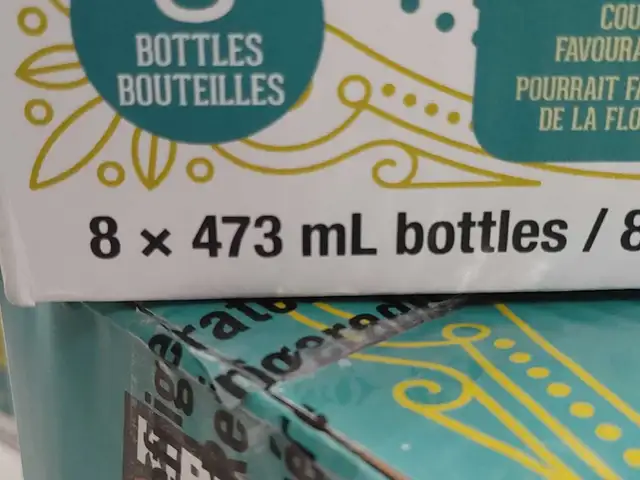 BOTTLES
BOUTEILLES
COU
FAVOURA
POURRAIT FA
DE LA FLO
8 × 473 mL bottles / 8